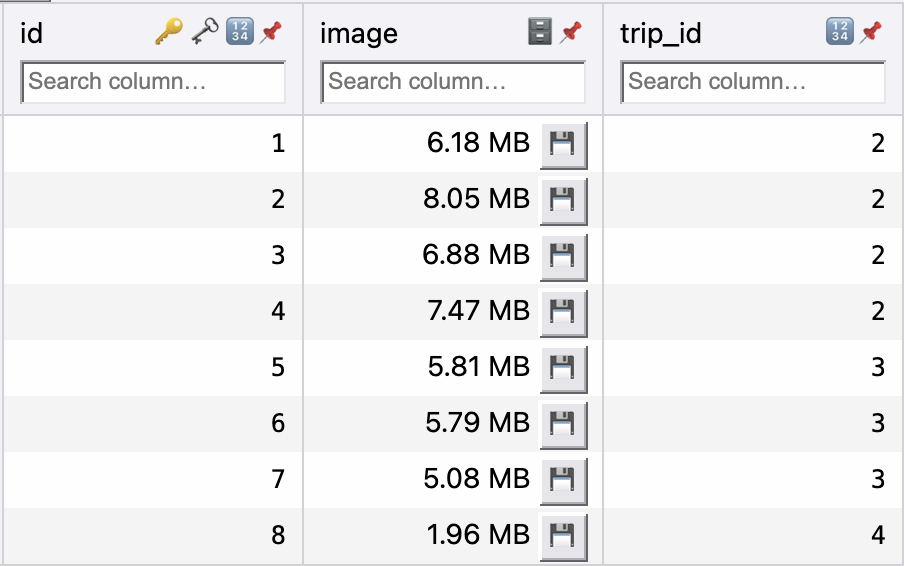 id 🔑 🗝 🔢 📌 image 🗄 📌 trip_id 🔢 📌
Search column… Search column… Search column…
1 6.18 MB 💾 2
2 8.05 MB 💾 2
3 6.88 MB 💾 2
4 7.47 MB 💾 2
5 5.81 MB 💾 3
6 5.79 MB 💾 3
7 5.08 MB 💾 3
8 1.96 MB 💾 4